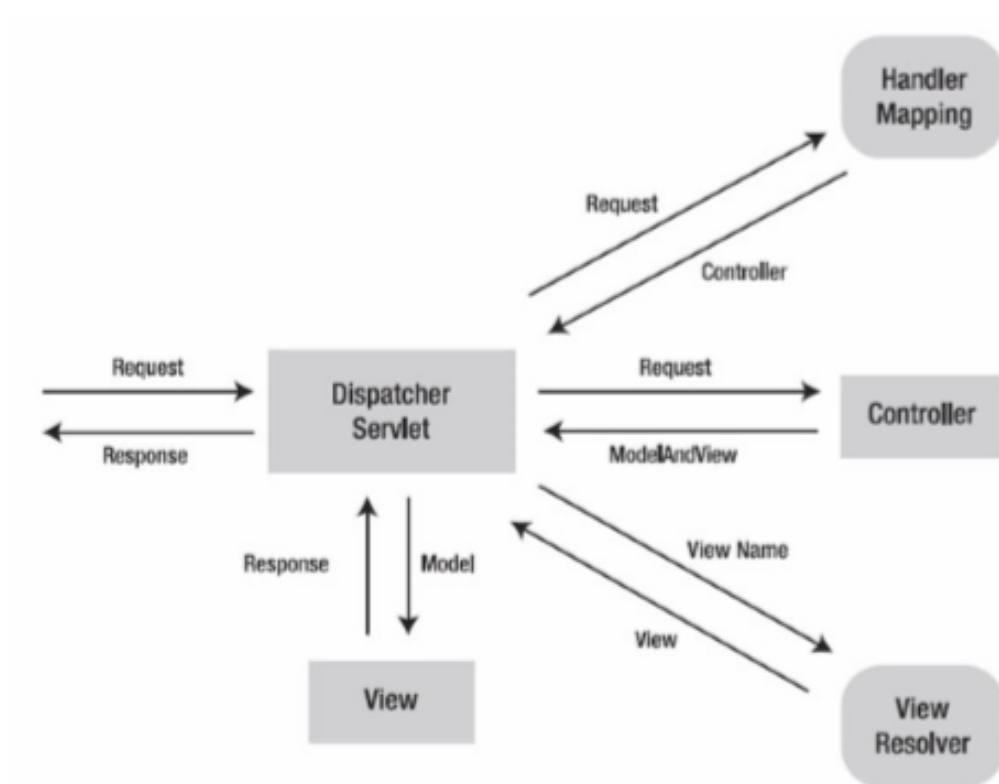 Handler
Mapping
Request
Controller
Request
Request
Dispatcher
Servlet
Controller
Response
ModelAndView
View Name
Response
Model
View
View
View
Resolver